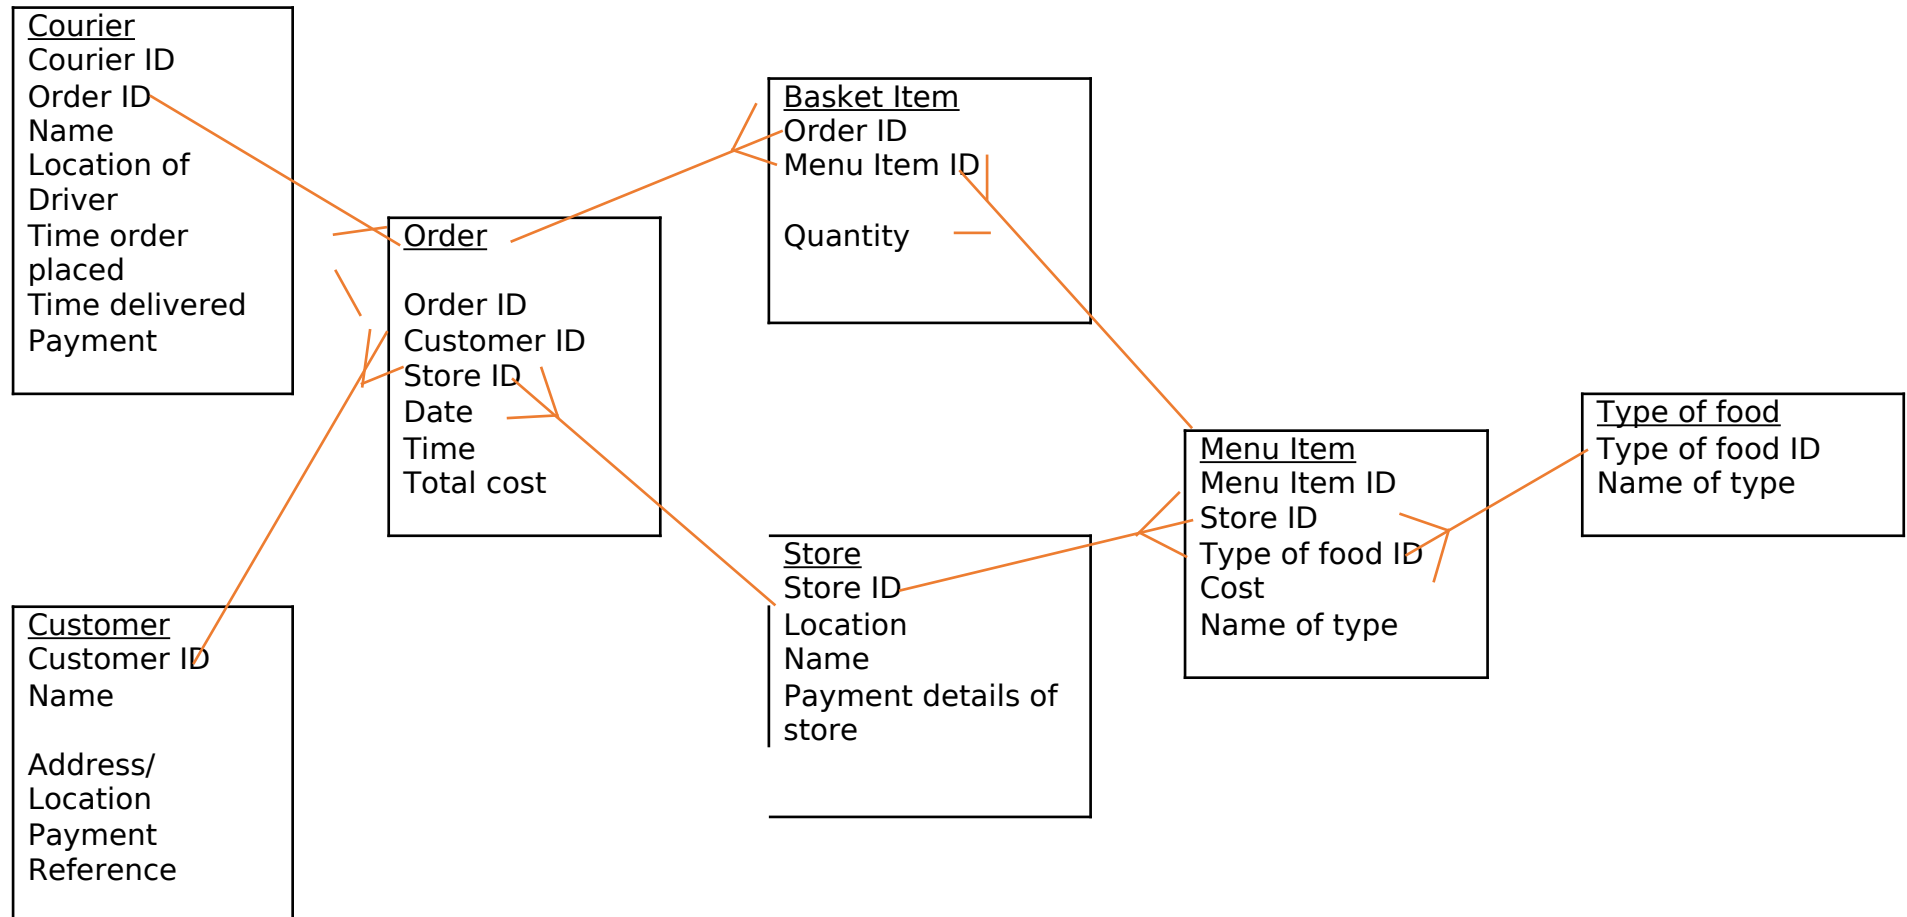 Courier
Courier ID
Order ID
Name
Location of
Driver
Time order
placed
Time delivered
Payment
Basket Item
Order ID
Menu Item ID
Quantity
Order
Order ID
Customer ID
Store ID
Date
Time
Total cost
Type of food
Type of food ID
Name of type
Menu Item
Menu Item ID
Store ID
Type of food ID
Cost
Name of type
Store
Store ID
Location
Name
Payment details of
store
Customer
Customer ID
Name
Address/
Location
Payment
Reference